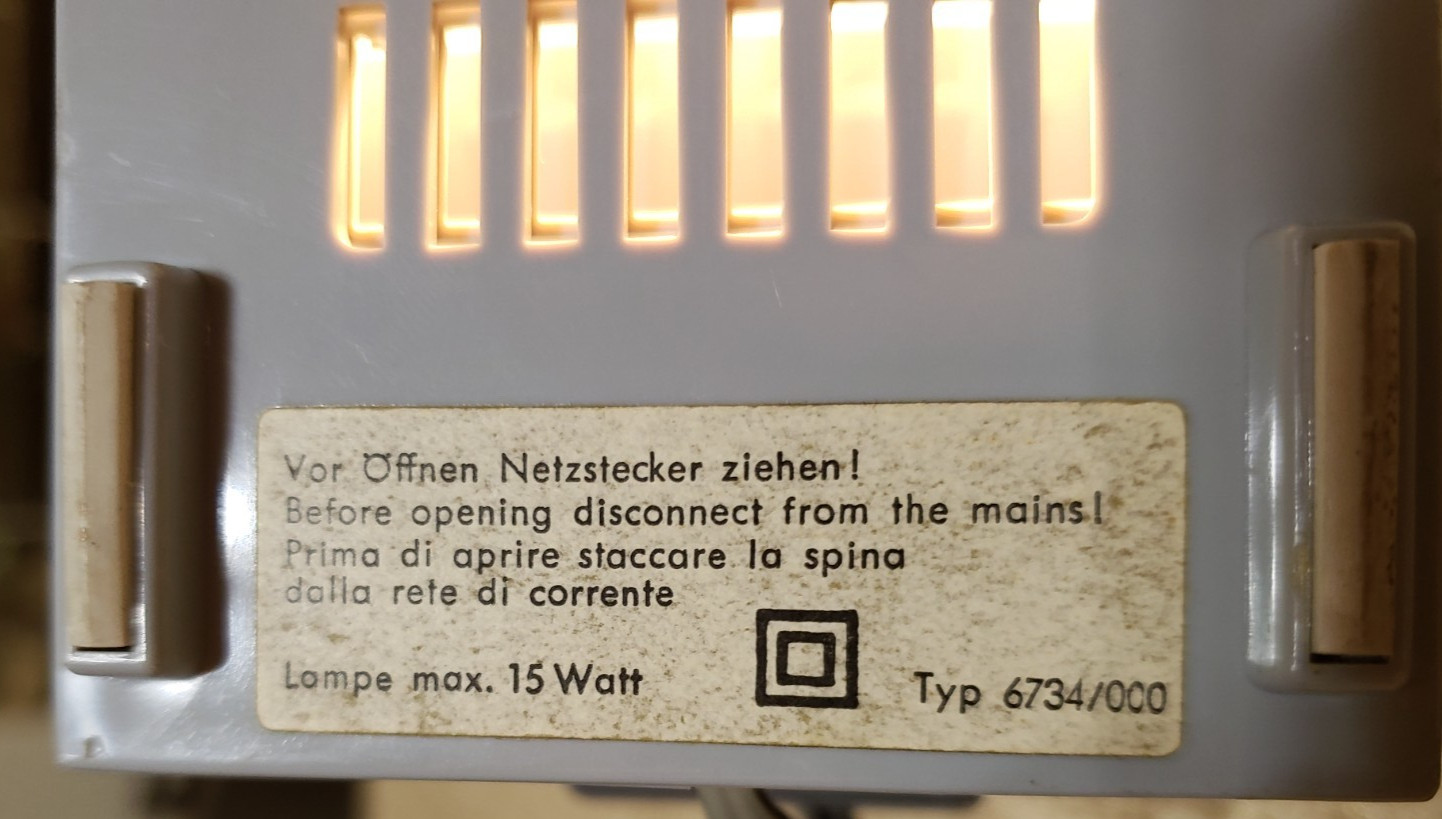 Vor Öffnen Netzstecker ziehen!
Before opening disconnect from the mains!
Prima di aprire staccare la spina
dalla rete di corrente
Lampe max. 15 Watt
Typ 6734/000